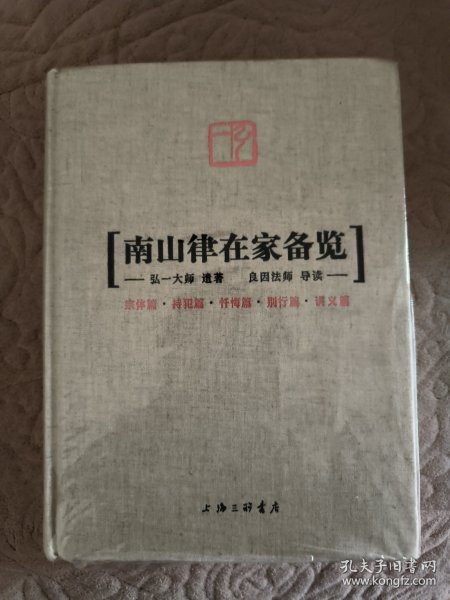 弘一
[南山律在家备览]
弘一大师 遗著 良因法师 导读
宗体篇·持犯篇·忏悔篇·别行篇·讲义篇
上海三联书店
孔夫子旧书网
www.kongfz.com